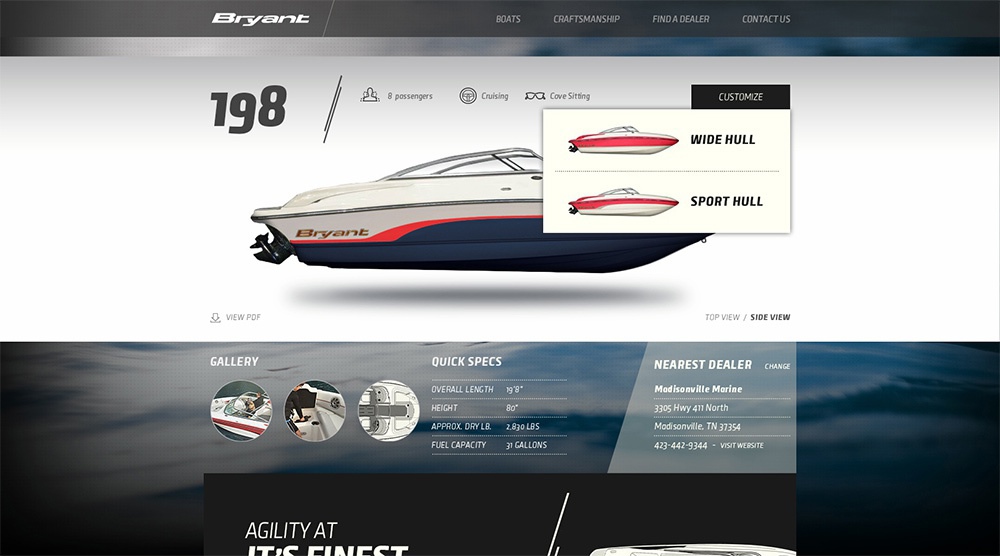 Bryant
BOATS CRAFTSMANSHIP FIND A DEALER CONTACT US
198
8 passengers Cruising Cove Sitting
CUSTOMIZE
WIDE HULL
SPORT HULL
Bryant
VIEW PDF
TOP VIEW / SIDE VIEW
GALLERY
QUICK SPECS
OVERALL LENGTH 19'8"
HEIGHT 80"
APPROX. DRY LB. 2,830 LBS
FUEL CAPACITY 31 GALLONS
NEAREST DEALER CHANGE
Madisonville Marine
3305 Hwy 411 North
Madisonville, TN 37354
423-442-9344 - VISIT WEBSITE
AGILITY AT
IT'S FINEST